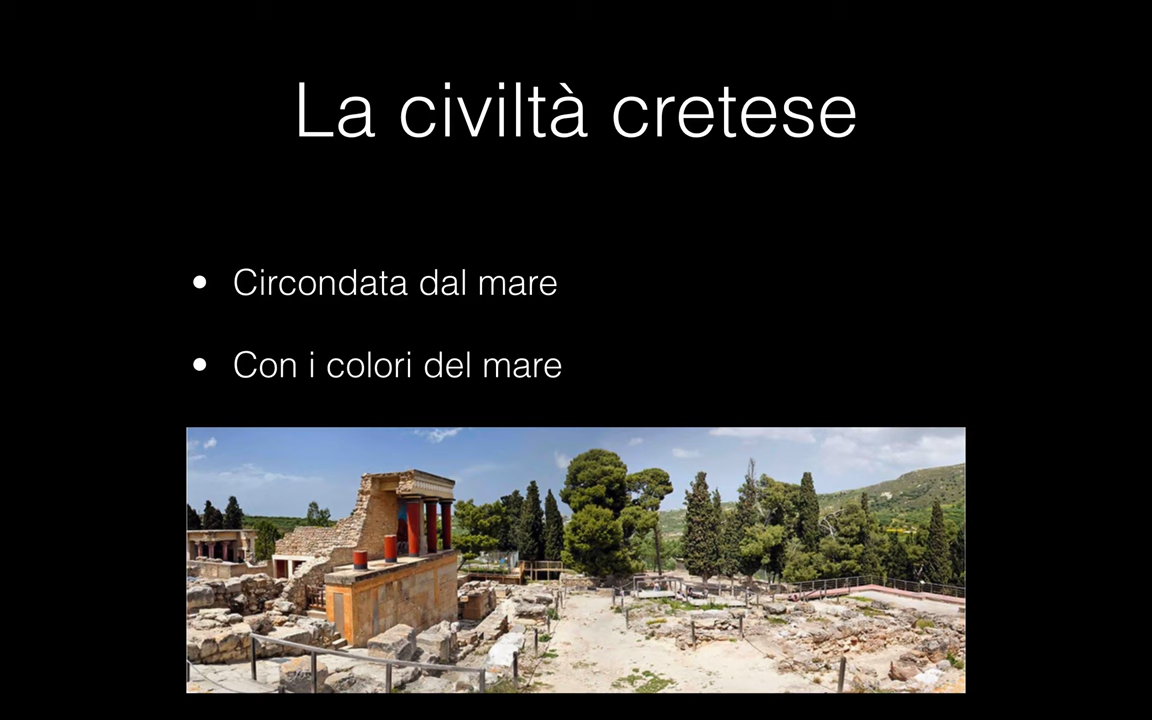 La civiltà cretese
• Circondata dal mare
• Con i colori del mare